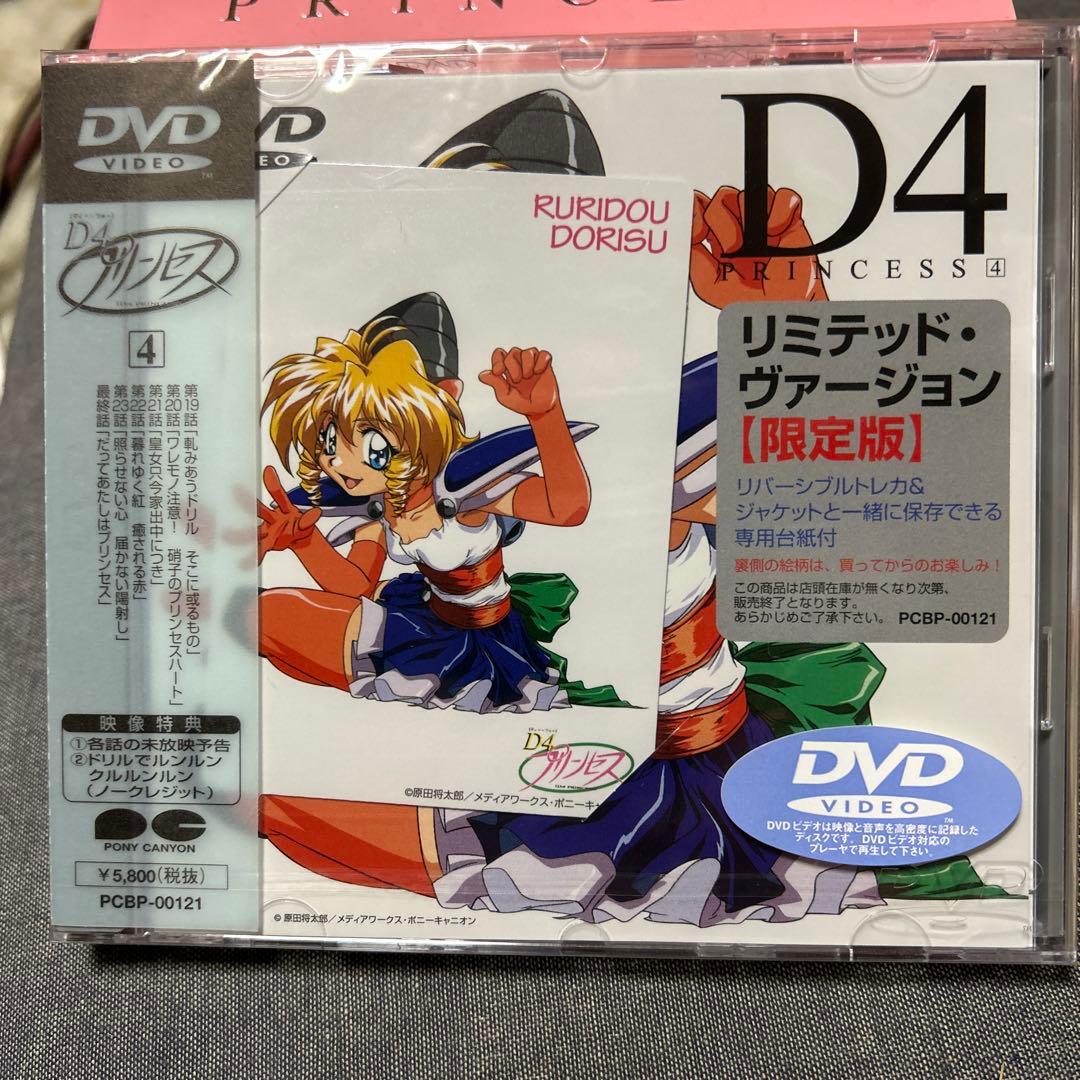 PRINCE
DVD
VIDEO
TM
D4
プリンセス
4
第19話「軋みあうドリル　そこに或るもの」
第20話「ワレモノ注意!　硝子のプリンセスハート」
第21話「皇女只今家出中につき」
第22話「暮れゆく紅　癒される赤」
第23話「照らせない心　届かない陽射し」
最終話「だってあたしはプリンセス」
映像特典
①各話の未放映予告
②ドリルでルンルン
クルルンルン
(ノークレジット)
PONY CANYON
￥5,800(税抜)
PCBP-00121
VD
EO
RURIDOU
DORISU
D4
プリンセス
©原田将太郎／メディアワークス・ポニーキャ
© 原田将太郎／メディアワークス・ポニーキャニオン
D4
PRINCESS 4
リミテッド・
ヴァージョン
【限定版】
リバーシブルトレカ&
ジャケットと一緒に保存できる
専用台紙付
裏側の絵柄は、買ってからのお楽しみ!
この商品は店頭在庫が無くなり次第、
販売終了となります。
あらかじめご了承下さい。 PCBP-00121
DVD
VIDEO
DVDビデオは映像と音声を高密度に記録した
ディスクです。DVDビデオ対応の
プレーヤで再生して下さい。